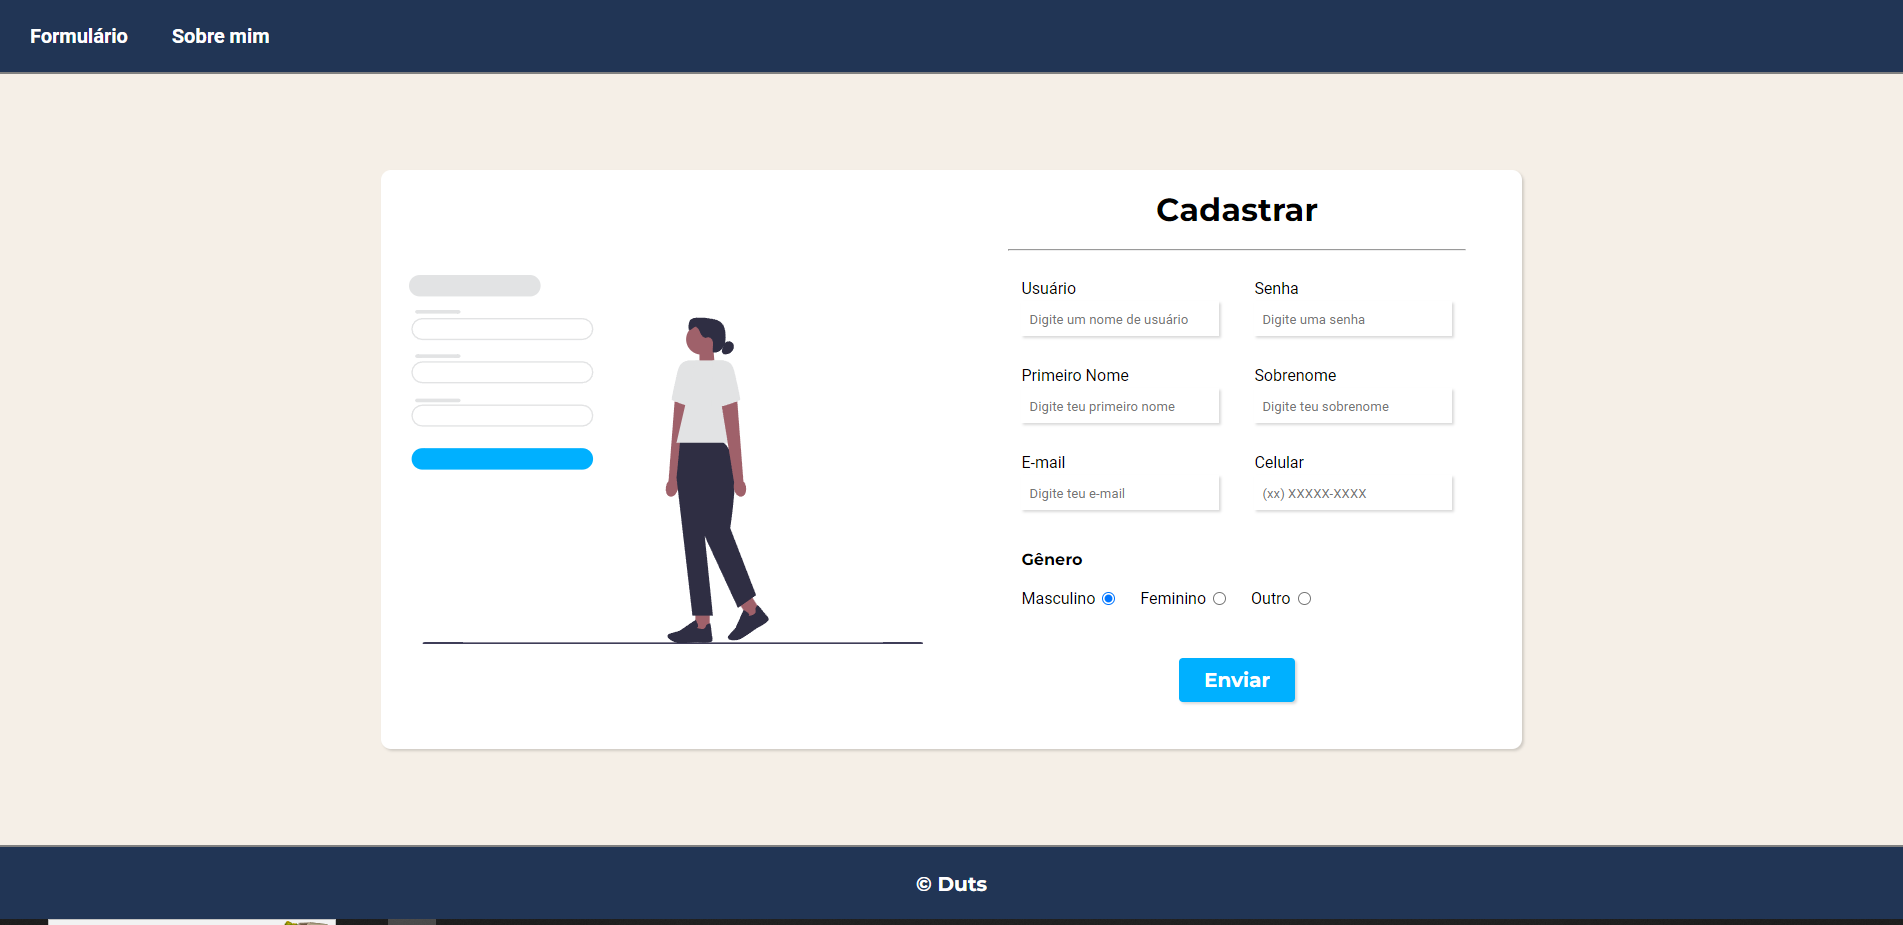 Formulário Sobre mim
Cadastrar
Usuário Senha
Digite um nome de usuário Digite uma senha
Primeiro Nome Sobrenome
Digite teu primeiro nome Digite teu sobrenome
E-mail Celular
Digite teu e-mail (xx) XXXXX-XXXX
Gênero
Masculino Feminino Outro
Enviar
© Duts